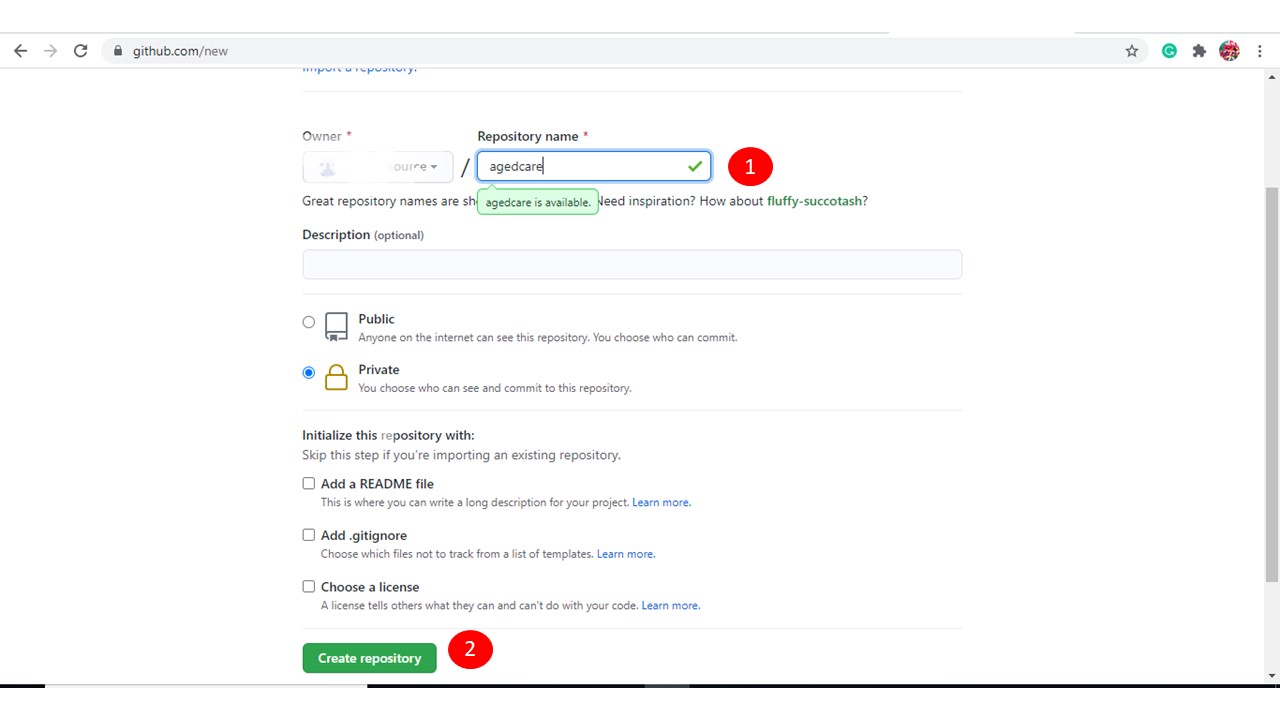 github.com/new
Import a repository.
Owner *
Repository name *
ource
/
agedcare
1
Great repository names are sh
agedcare is available.
Need inspiration? How about fluffy-succotash?
Description (optional)
Public
Anyone on the internet can see this repository. You choose who can commit.
Private
You choose who can see and commit to this repository.
Initialize this repository with:
Skip this step if you're importing an existing repository.
Add a README file
This is where you can write a long description for your project. Learn more.
Add .gitignore
Choose which files not to track from a list of templates. Learn more.
Choose a license
A license tells others what they can and can't do with your code. Learn more.
Create repository
2